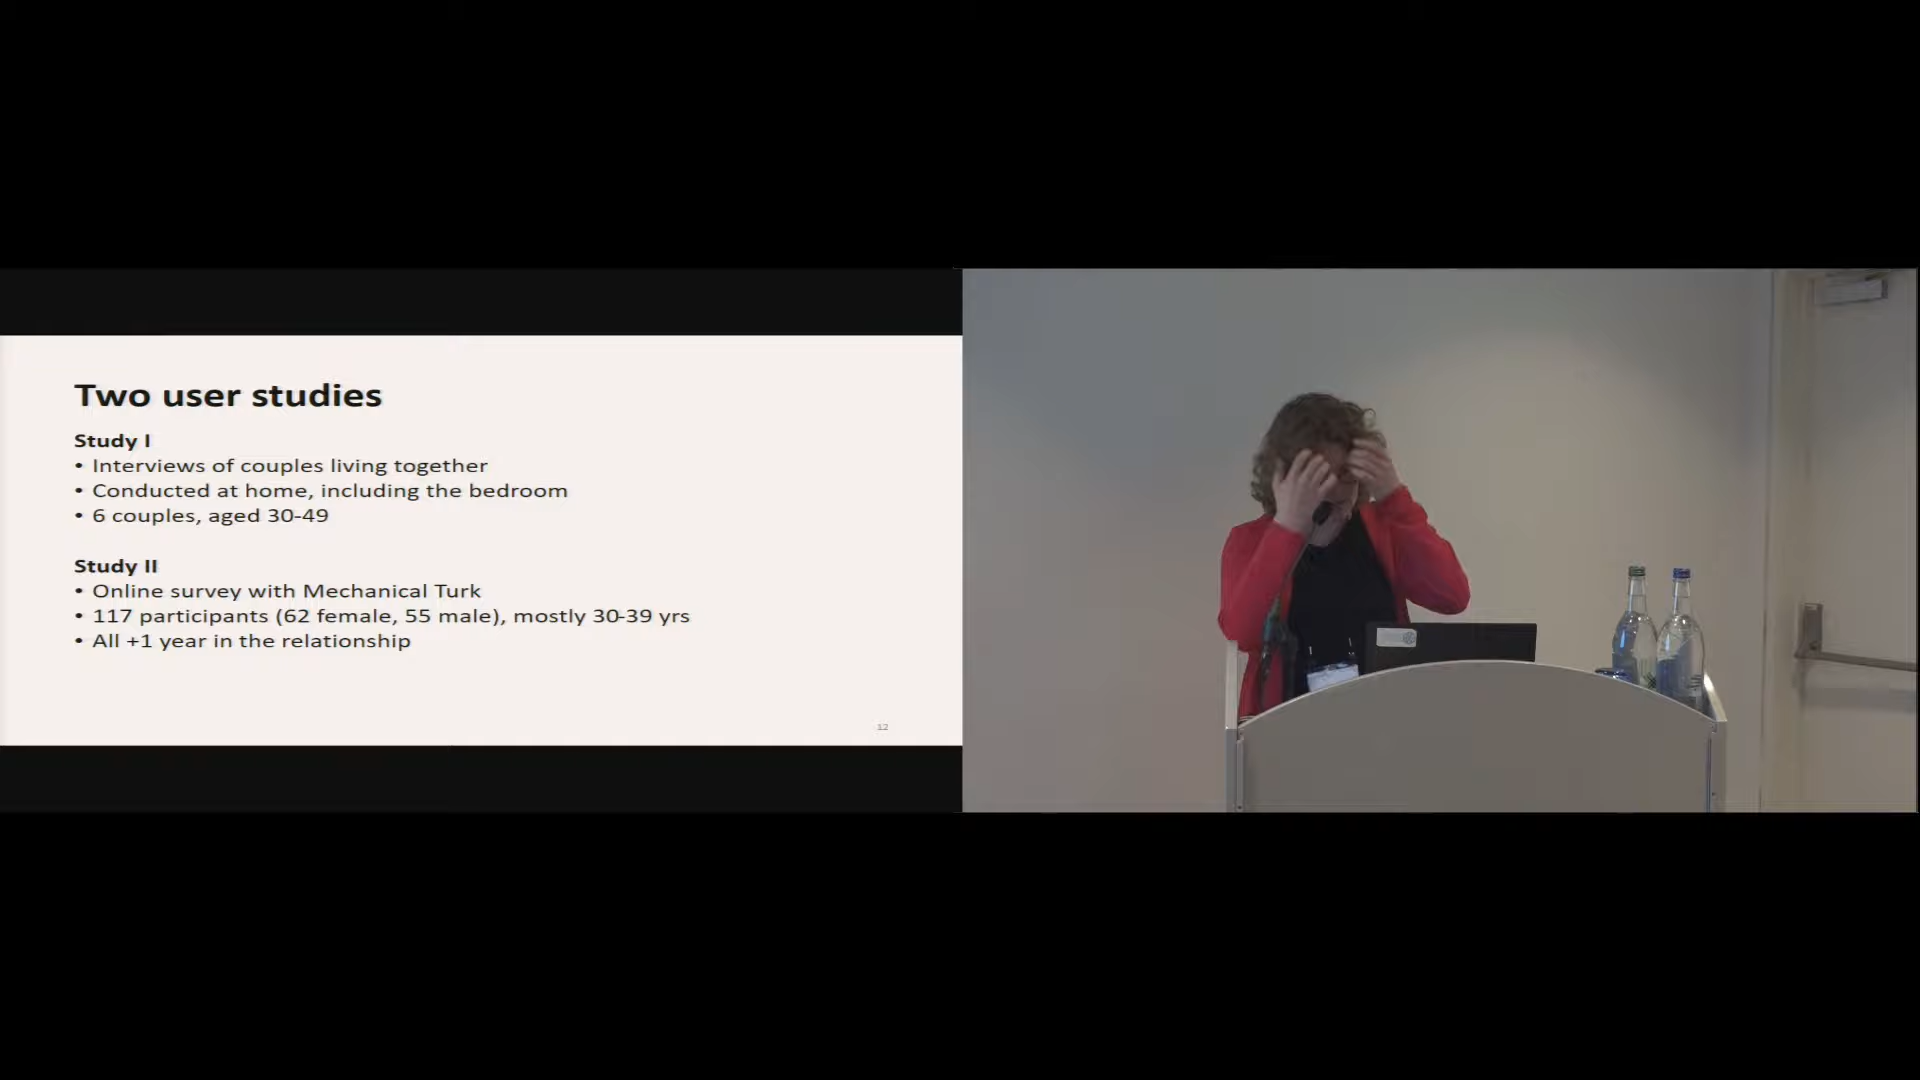 Two user studies
Study I
• Interviews of couples living together
• Conducted at home, including the bedroom
• 6 couples, aged 30-49
Study II
• Online survey with Mechanical Turk
• 117 participants (62 female, 55 male), mostly 30-39 yrs
• All +1 year in the relationship
12